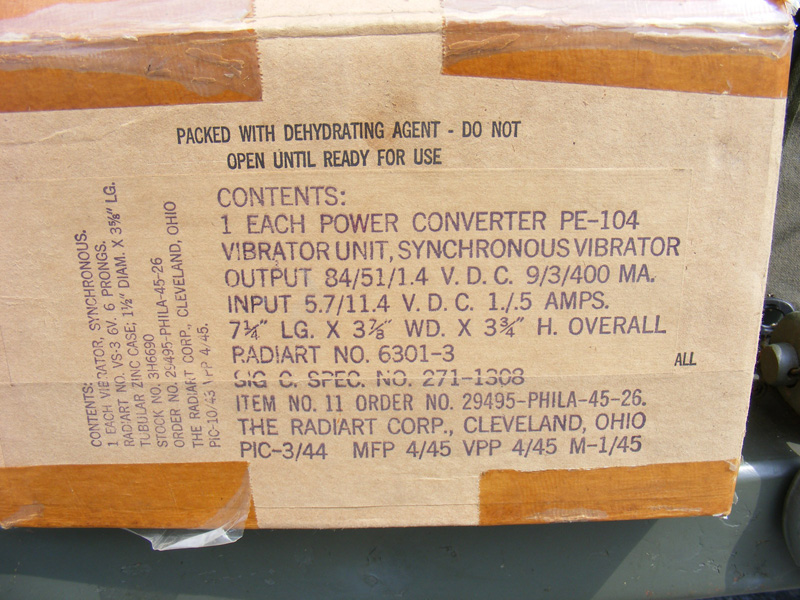 PACKED WITH DEHYDRATING AGENT - DO NOT
OPEN UNTIL READY FOR USE
CONTENTS:
1 EACH POWER CONVERTER PE-104
VIBRATOR UNIT, SYNCHRONOUS VIBRATOR
OUTPUT 84/51/1.4 V. D. C. 9/3/400 MA.
INPUT 5.7/11.4 V. D. C. 1./.5 AMPS.
7¼" LG. X 3⅞" WD. X 3¾" H. OVERALL
RADIART NO. 6301-3
SIG C. SPEC. NO. 271-1308
ITEM NO. 11 ORDER NO. 29495-PHILA-45-26.
THE RADIART CORP., CLEVELAND, OHIO
PIC-3/44 MFP 4/45 VPP 4/45 M-1/45
ALL
CONTENTS:
1 EACH VIBRATOR, SYNCHRONOUS.
RADIART NO. VS-3 6V. 6 PRONGS.
TUBULAR ZINC CASE; 1½" DIAM. X 3⅝" LG.
STOCK NO. 3H6690
ORDER NO. 29495-PHILA-45-26
THE RADIART CORP., CLEVELAND, OHIO
PIC-10/43 VPP 4/45.